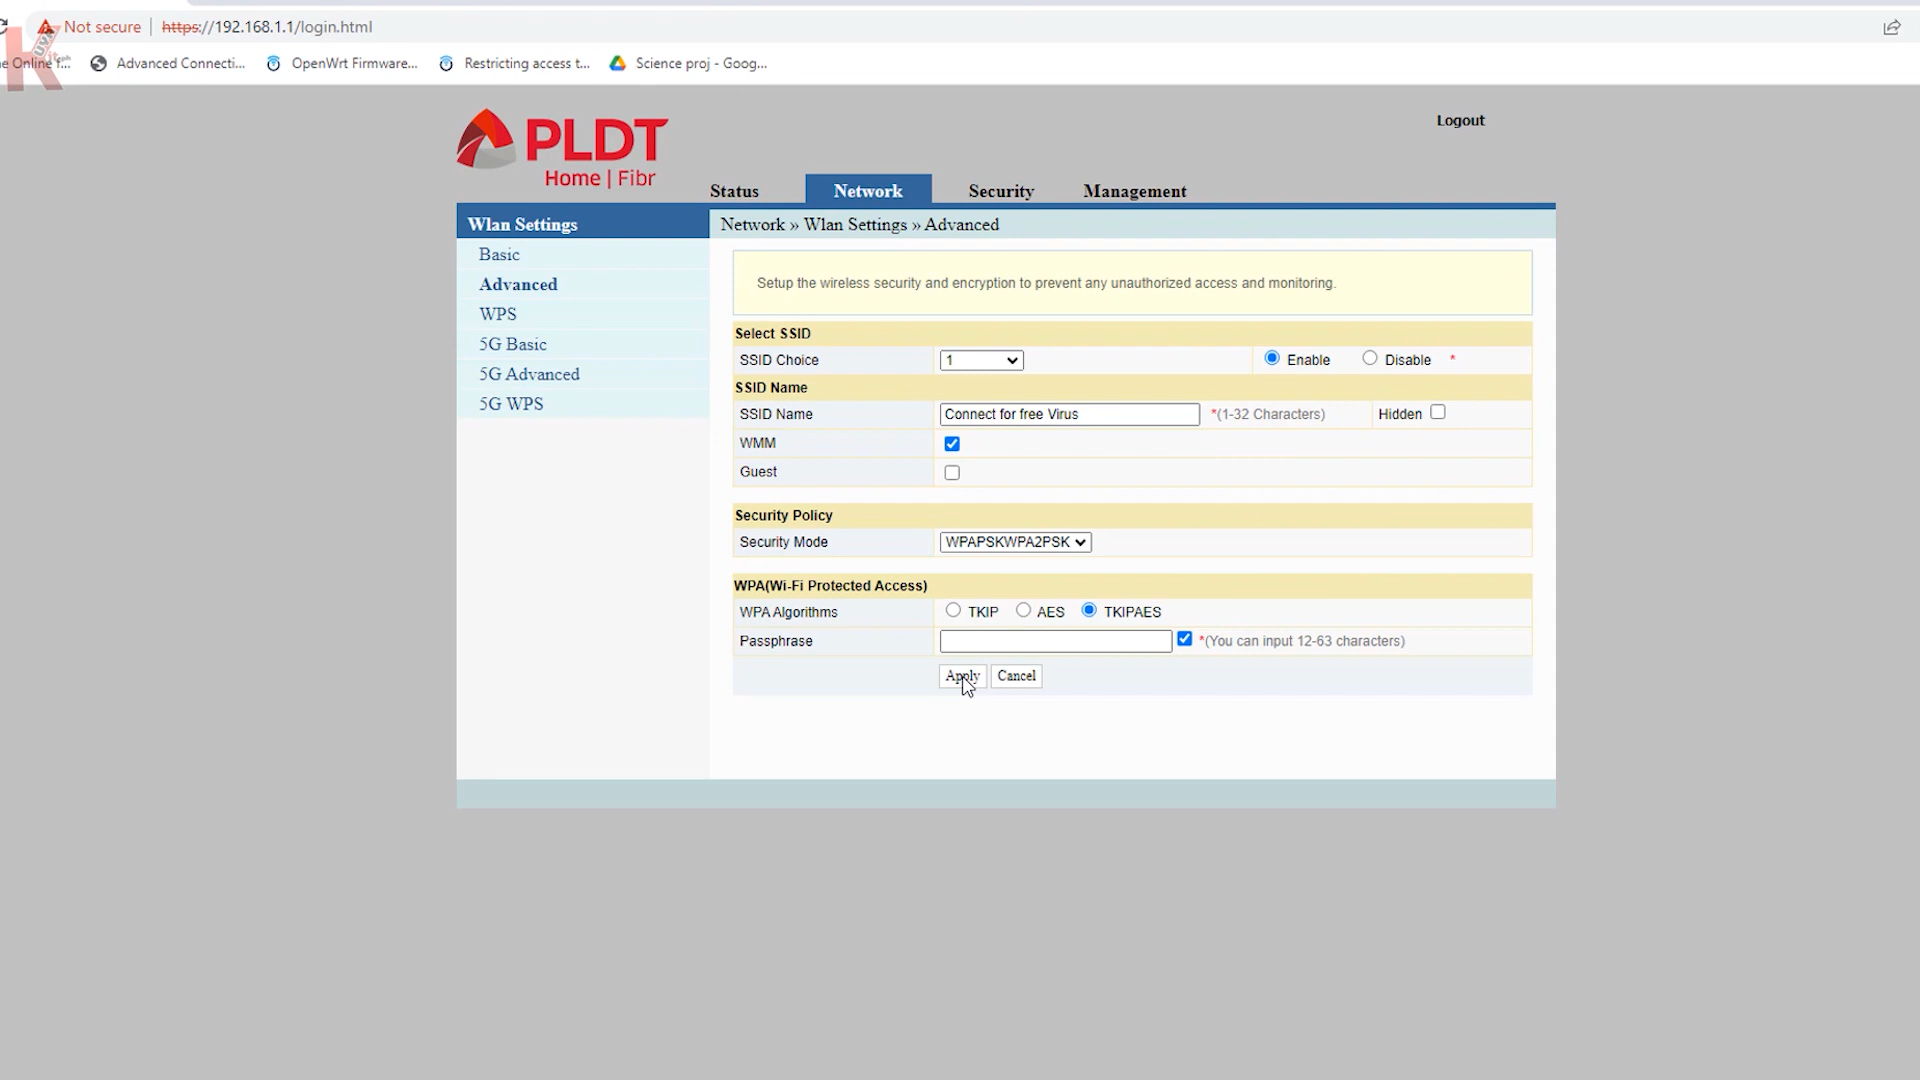 Not secure https://192.168.1.1/login.html
e Online f... Advanced Connecti... OpenWrt Firmware... Restricting access t... Science proj - Goog...
PLDT
Home | Fibr
Logout
Status Network Security Management
Wlan Settings
Basic
Advanced
WPS
5G Basic
5G Advanced
5G WPS
Network » Wlan Settings » Advanced
Setup the wireless security and encryption to prevent any unauthorized access and monitoring.
Select SSID
SSID Choice 1 Enable Disable *
SSID Name
SSID Name Connect for free Virus *(1-32 Characters) Hidden
WMM
Guest
Security Policy
Security Mode WPAPSKWPA2PSK
WPA(Wi-Fi Protected Access)
WPA Algorithms TKIP AES TKIPAES
Passphrase *(You can input 12-63 characters)
Apply Cancel